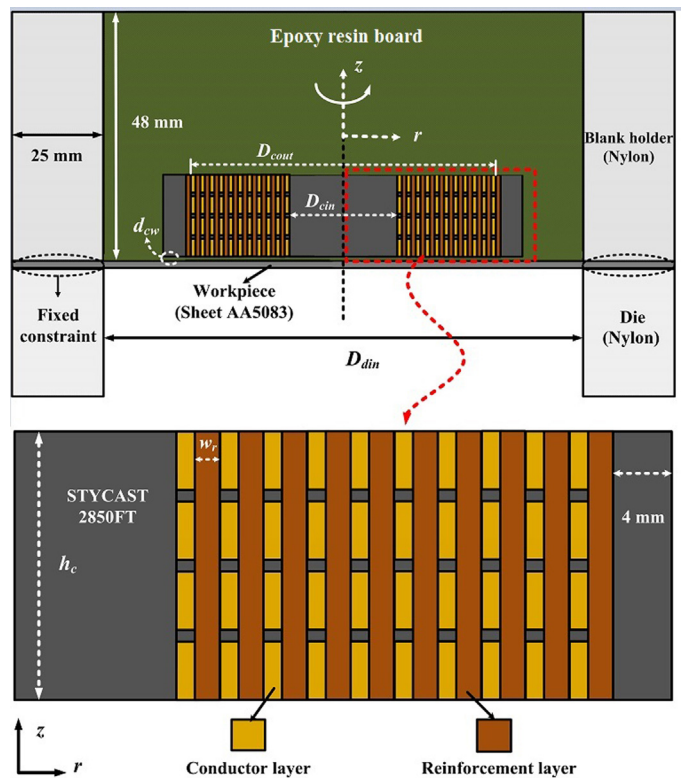 Epoxy resin board
z
48 mm
r
25 mm
Blank holder
(Nylon)
Dcout
Dcin
dcw
Workpiece
(Sheet AA5083)
Fixed
constraint
Die
(Nylon)
Ddin
wr
STYCAST
2850FT
4 mm
hc
z
r
Conductor layer
Reinforcement layer